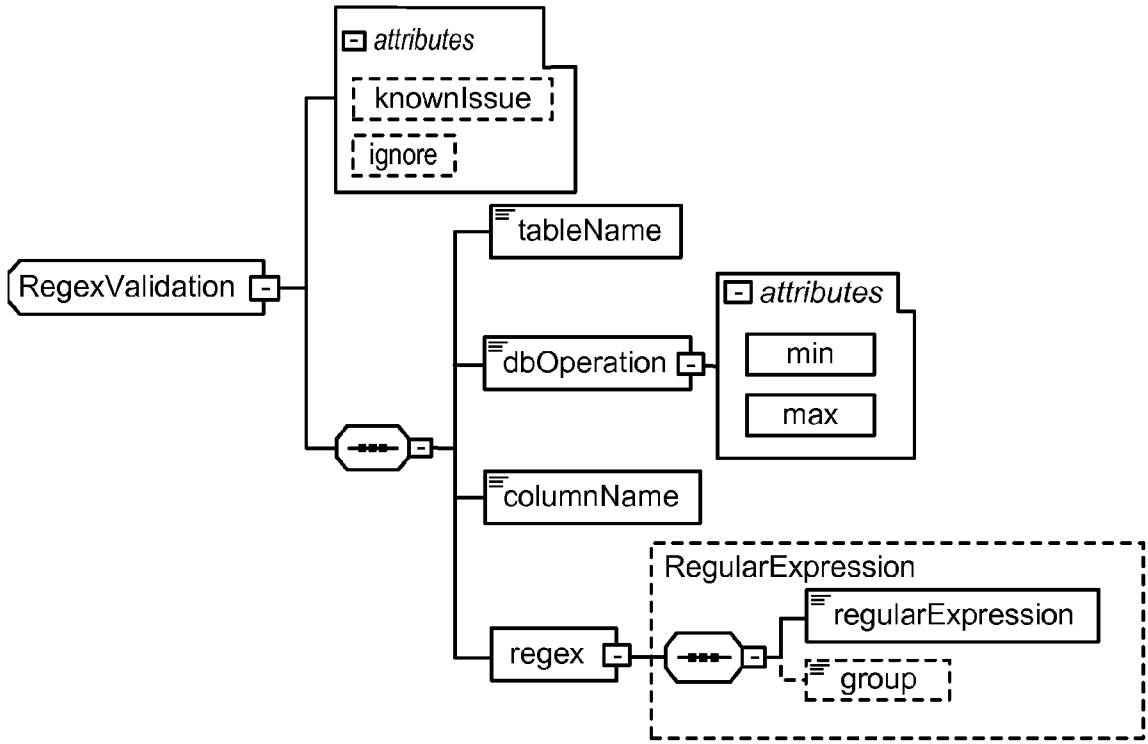 attributes
knownIssue
ignore
tableName
RegexValidation
attributes
min
dbOperation
max
columnName
RegularExpression
regularExpression
regex
group